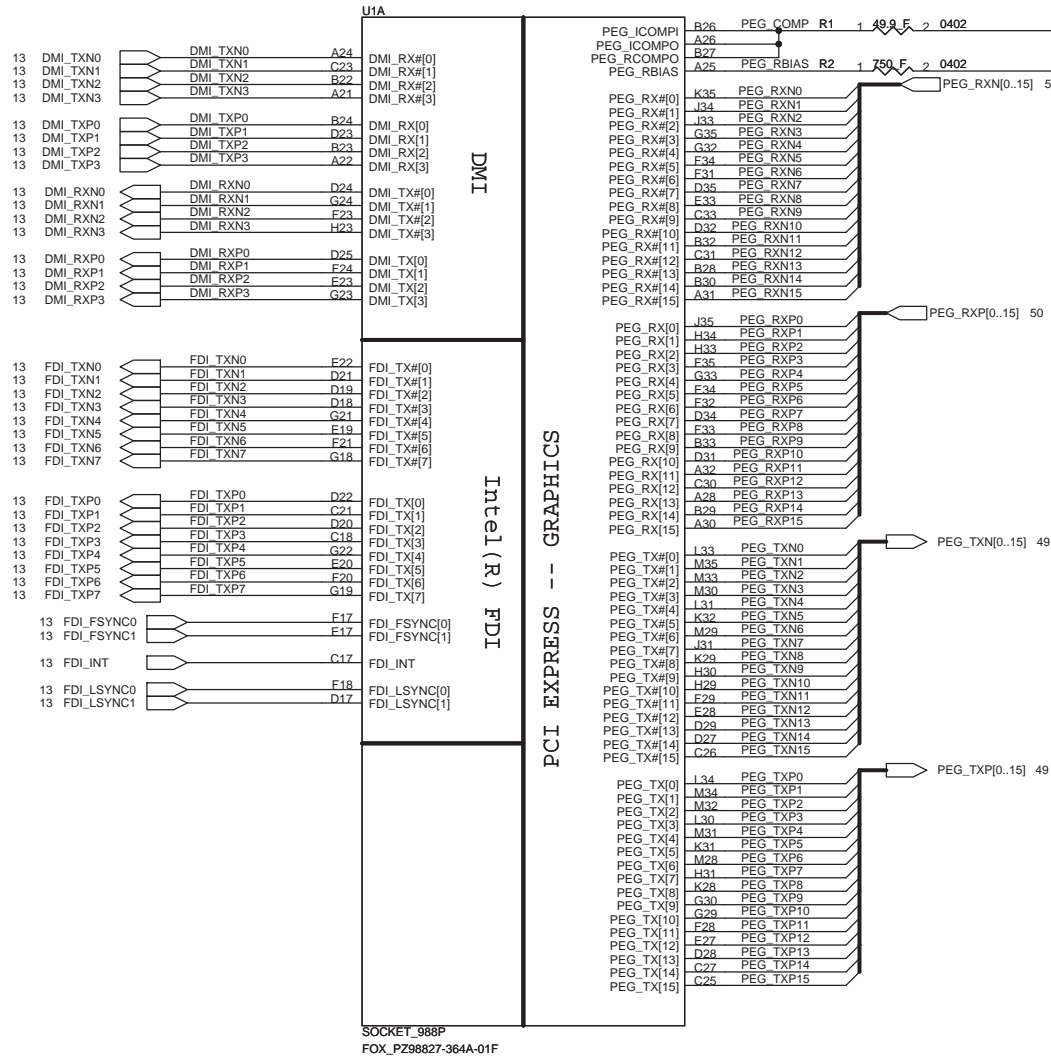 U1A
13 DMI_TXN0 DMI_TXN0 A24 DMI_RX#[0]
13 DMI_TXN1 DMI_TXN1 C23 DMI_RX#[1]
13 DMI_TXN2 DMI_TXN2 B22 DMI_RX#[2]
13 DMI_TXN3 DMI_TXN3 A21 DMI_RX#[3]
13 DMI_TXP0 DMI_TXP0 B24 DMI_RX[0]
13 DMI_TXP1 DMI_TXP1 D23 DMI_RX[1]
13 DMI_TXP2 DMI_TXP2 B23 DMI_RX[2]
13 DMI_TXP3 DMI_TXP3 A22 DMI_RX[3]
13 DMI_RXN0 DMI_RXN0 D24 DMI_TX#[0]
13 DMI_RXN1 DMI_RXN1 G24 DMI_TX#[1]
13 DMI_RXN2 DMI_RXN2 F23 DMI_TX#[2]
13 DMI_RXN3 DMI_RXN3 H23 DMI_TX#[3]
13 DMI_RXP0 DMI_RXP0 D25 DMI_TX[0]
13 DMI_RXP1 DMI_RXP1 F24 DMI_TX[1]
13 DMI_RXP2 DMI_RXP2 E23 DMI_TX[2]
13 DMI_RXP3 DMI_RXP3 G23 DMI_TX[3]
DMI
13 FDI_TXN0 FDI_TXN0 E22 FDI_TX#[0]
13 FDI_TXN1 FDI_TXN1 D21 FDI_TX#[1]
13 FDI_TXN2 FDI_TXN2 D19 FDI_TX#[2]
13 FDI_TXN3 FDI_TXN3 D18 FDI_TX#[3]
13 FDI_TXN4 FDI_TXN4 G21 FDI_TX#[4]
13 FDI_TXN5 FDI_TXN5 E19 FDI_TX#[5]
13 FDI_TXN6 FDI_TXN6 F21 FDI_TX#[6]
13 FDI_TXN7 FDI_TXN7 G18 FDI_TX#[7]
13 FDI_TXP0 FDI_TXP0 D22 FDI_TX[0]
13 FDI_TXP1 FDI_TXP1 C21 FDI_TX[1]
13 FDI_TXP2 FDI_TXP2 D20 FDI_TX[2]
13 FDI_TXP3 FDI_TXP3 C18 FDI_TX[3]
13 FDI_TXP4 FDI_TXP4 G22 FDI_TX[4]
13 FDI_TXP5 FDI_TXP5 E20 FDI_TX[5]
13 FDI_TXP6 FDI_TXP6 F20 FDI_TX[6]
13 FDI_TXP7 FDI_TXP7 G19 FDI_TX[7]
13 FDI_FSYNC0 F17 FDI_FSYNC[0]
13 FDI_FSYNC1 E17 FDI_FSYNC[1]
13 FDI_INT C17 FDI_INT
13 FDI_LSYNC0 F18 FDI_LSYNC[0]
13 FDI_LSYNC1 D17 FDI_LSYNC[1]
Intel(R) FDI
PCI EXPRESS -- GRAPHICS
PEG_ICOMPI B26 PEG_COMP R1 1 49.9_F 2 0402
PEG_ICOMPO A26
PEG_RCOMPO B27
PEG_RBIAS A25 PEG_RBIAS R2 1 750_F 2 0402
PEG_RXN[0..15] 5
PEG_RX#[0] K35 PEG_RXN0
PEG_RX#[1] J34 PEG_RXN1
PEG_RX#[2] J33 PEG_RXN2
PEG_RX#[3] G35 PEG_RXN3
PEG_RX#[4] G32 PEG_RXN4
PEG_RX#[5] F34 PEG_RXN5
PEG_RX#[6] F31 PEG_RXN6
PEG_RX#[7] D35 PEG_RXN7
PEG_RX#[8] E33 PEG_RXN8
PEG_RX#[9] C33 PEG_RXN9
PEG_RX#[10] D32 PEG_RXN10
PEG_RX#[11] B32 PEG_RXN11
PEG_RX#[12] C31 PEG_RXN12
PEG_RX#[13] B28 PEG_RXN13
PEG_RX#[14] B30 PEG_RXN14
PEG_RX#[15] A31 PEG_RXN15
PEG_RXP[0..15] 50
PEG_RX[0] J35 PEG_RXP0
PEG_RX[1] H34 PEG_RXP1
PEG_RX[2] H33 PEG_RXP2
PEG_RX[3] F35 PEG_RXP3
PEG_RX[4] G33 PEG_RXP4
PEG_RX[5] E34 PEG_RXP5
PEG_RX[6] F32 PEG_RXP6
PEG_RX[7] D34 PEG_RXP7
PEG_RX[8] F33 PEG_RXP8
PEG_RX[9] B33 PEG_RXP9
PEG_RX[10] D31 PEG_RXP10
PEG_RX[11] A32 PEG_RXP11
PEG_RX[12] C30 PEG_RXP12
PEG_RX[13] A28 PEG_RXP13
PEG_RX[14] B29 PEG_RXP14
PEG_RX[15] A30 PEG_RXP15
PEG_TXN[0..15] 49
PEG_TX#[0] L33 PEG_TXN0
PEG_TX#[1] M35 PEG_TXN1
PEG_TX#[2] M33 PEG_TXN2
PEG_TX#[3] M30 PEG_TXN3
PEG_TX#[4] L31 PEG_TXN4
PEG_TX#[5] K32 PEG_TXN5
PEG_TX#[6] M29 PEG_TXN6
PEG_TX#[7] J31 PEG_TXN7
PEG_TX#[8] K29 PEG_TXN8
PEG_TX#[9] H30 PEG_TXN9
PEG_TX#[10] H29 PEG_TXN10
PEG_TX#[11] F29 PEG_TXN11
PEG_TX#[12] E28 PEG_TXN12
PEG_TX#[13] D29 PEG_TXN13
PEG_TX#[14] D27 PEG_TXN14
PEG_TX#[15] C26 PEG_TXN15
PEG_TXP[0..15] 49
PEG_TX[0] L34 PEG_TXP0
PEG_TX[1] M34 PEG_TXP1
PEG_TX[2] M32 PEG_TXP2
PEG_TX[3] L30 PEG_TXP3
PEG_TX[4] M31 PEG_TXP4
PEG_TX[5] K31 PEG_TXP5
PEG_TX[6] M28 PEG_TXP6
PEG_TX[7] H31 PEG_TXP7
PEG_TX[8] K28 PEG_TXP8
PEG_TX[9] G30 PEG_TXP9
PEG_TX[10] G29 PEG_TXP10
PEG_TX[11] F28 PEG_TXP11
PEG_TX[12] E27 PEG_TXP12
PEG_TX[13] D28 PEG_TXP13
PEG_TX[14] C27 PEG_TXP14
PEG_TX[15] C25 PEG_TXP15
SOCKET_988P
FOX_PZ98827-364A-01F